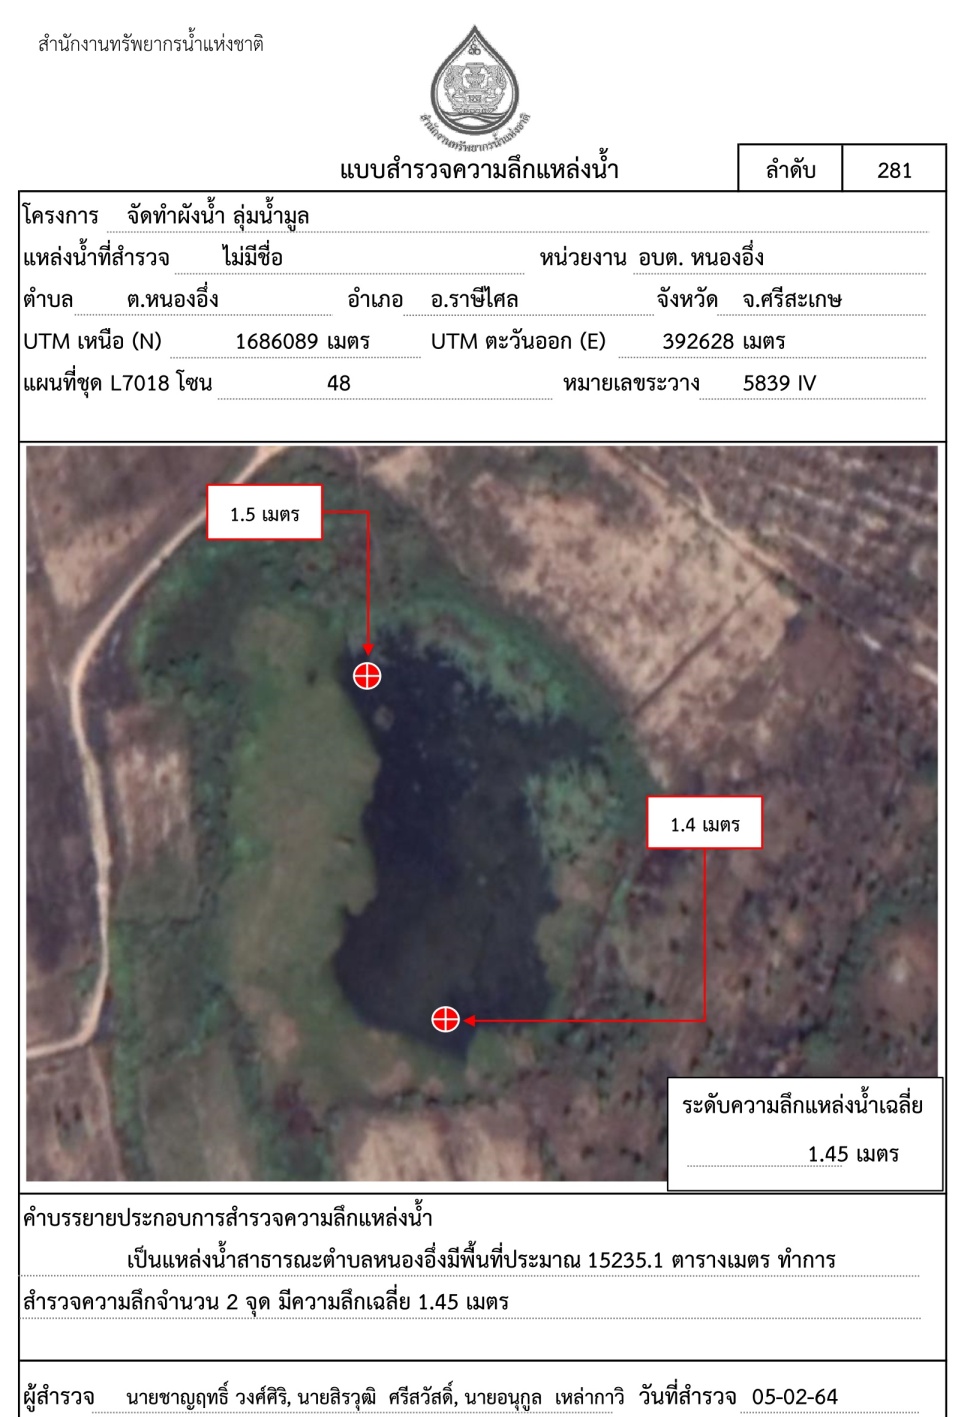 สำนักงานทรัพยากรน้ำแห่งชาติ
สำนักงานทรัพยากรน้ำแห่งชาติ
แบบสำรวจความลึกแหล่งน้ำ ลำดับ 281
โครงการ จัดทำผังน้ำ ลุ่มน้ำมูล
แหล่งน้ำที่สำรวจ ไม่มีชื่อ หน่วยงาน อบต. หนองอึ่ง
ตำบล ต.หนองอึ่ง อำเภอ อ.ราษีไศล จังหวัด จ.ศรีสะเกษ
UTM เหนือ (N) 1686089 เมตร UTM ตะวันออก (E) 392628 เมตร
แผนที่ชุด L7018 โซน 48 หมายเลขระวาง 5839 IV
1.5 เมตร
1.4 เมตร
ระดับความลึกแหล่งน้ำเฉลี่ย
1.45 เมตร
คำบรรยายประกอบการสำรวจความลึกแหล่งน้ำ
เป็นแหล่งน้ำสาธารณะตำบลหนองอึ่งมีพื้นที่ประมาณ 15235.1 ตารางเมตร ทำการ
สำรวจความลึกจำนวน 2 จุด มีความลึกเฉลี่ย 1.45 เมตร
ผู้สำรวจ นายชาญฤทธิ์ วงศ์ศิริ, นายสิรวุฒิ ศรีสวัสดิ์, นายอนุกูล เหล่ากาวี วันที่สำรวจ 05-02-64